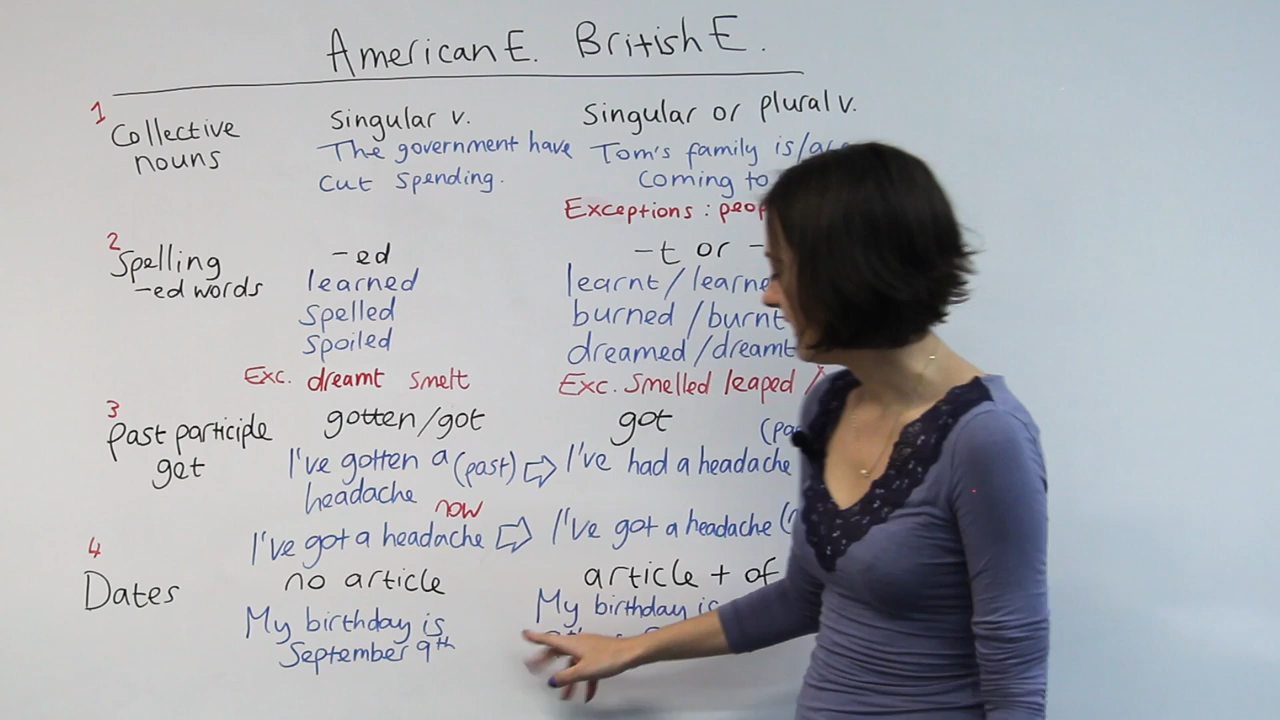 American E. British E.
1 Collective nouns
singular v.
The government have
cut spending.
singular or plural v.
Tom's family is/are
coming to
Exceptions :
2 Spelling
-ed words
-ed
learned
spelled
spoiled
Exc. dreamt smelt
-t or -
learnt /
burned / burnt
dreamed / dreamt
Exc. smelled leaped /
3 past participle
get
gotten/got
I've gotten a (past) ⇨
headache
now
I've got a headache ⇨
got
I've had a headache
I've got a headache
4
Dates
no article
My birthday is
September 9th
article + of
My birthday is